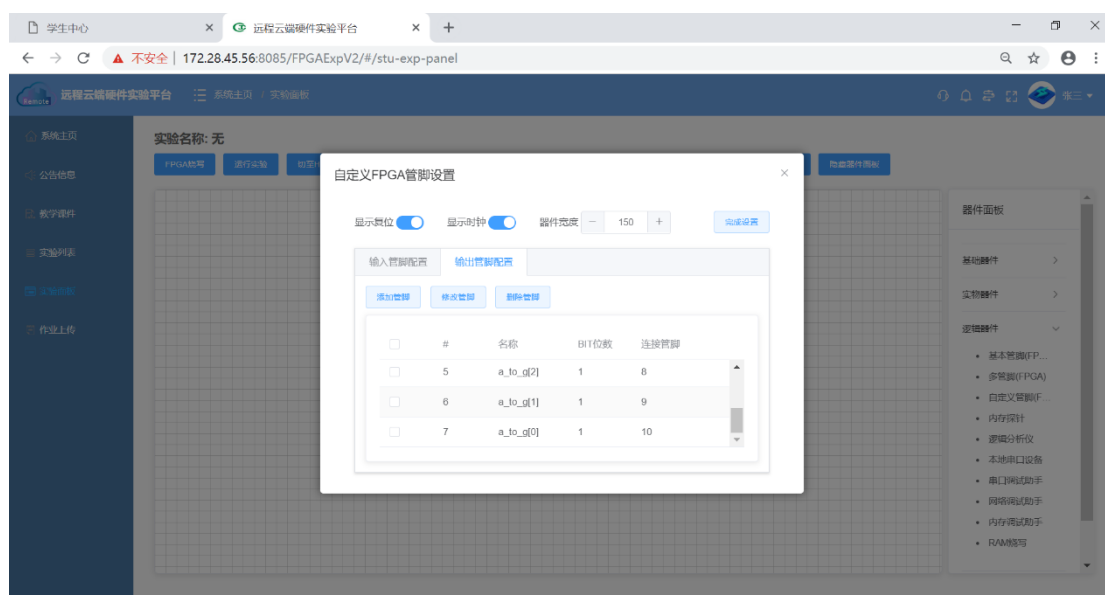 学生中心
远程云端硬件实验平台
不安全 | 172.28.45.56:8085/FPGAExpV2/#/stu-exp-panel
Remote 远程云端硬件实验平台 系统主页 / 实验面板 张三
系统主页
公告信息
教学课件
实验列表
实验面板
作业上传
实验名称: 无
FPGA烧写 进行实验 隐藏器件面板
自定义FPGA管脚设置
显示复位 显示时钟 器件宽度 − 150 + 完成设置
输入管脚配置 输出管脚配置
添加管脚 修改管脚 删除管脚
# 名称 BIT位数 连接管脚
5 a_to_g[2] 1 8
6 a_to_g[1] 1 9
7 a_to_g[0] 1 10
器件面板
基础器件
实物器件
逻辑器件
基本管脚(FP...
多管脚(FPGA)
自定义管脚(F...
内存探针
逻辑分析仪
本地串口设备
串口调试助手
网络调试助手
内存调试助手
RAM烧写